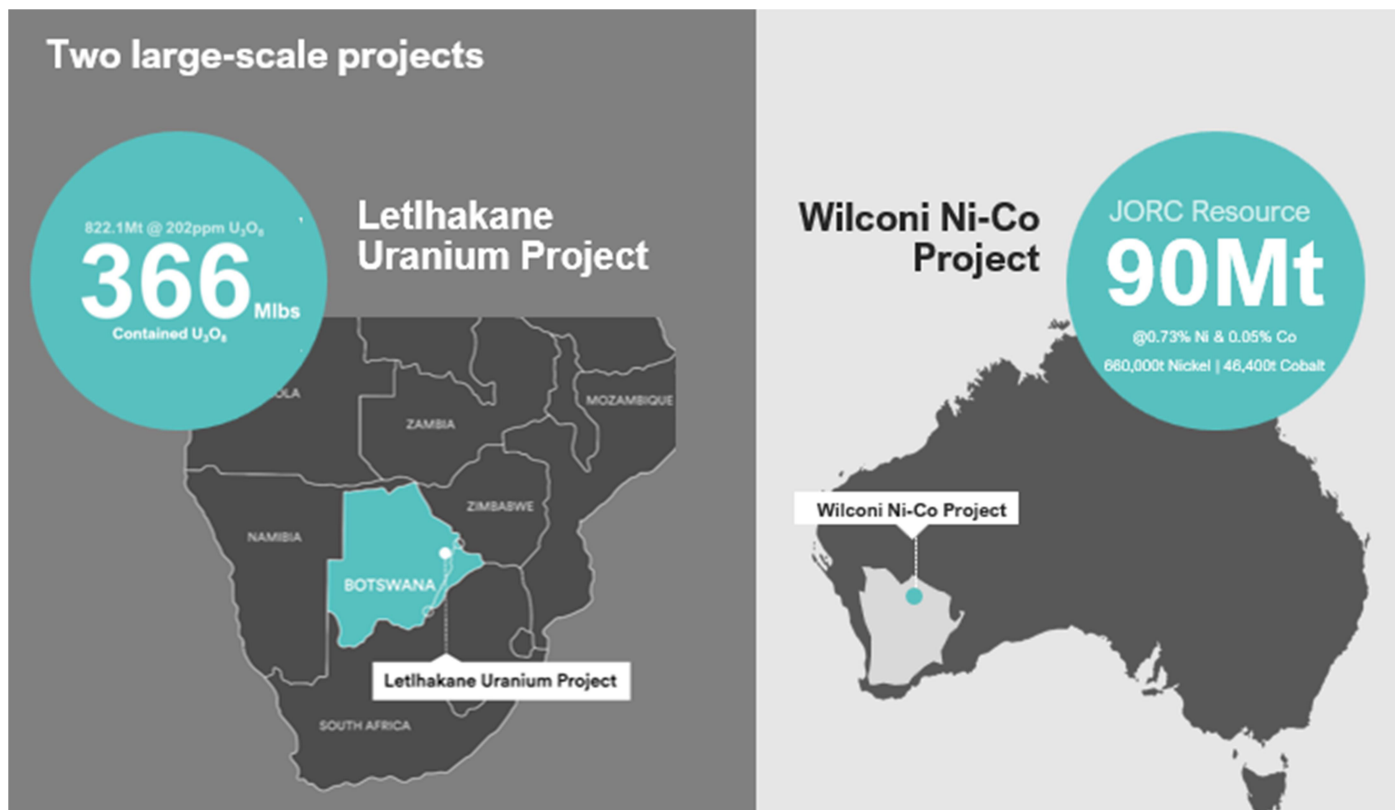 Two large-scale projects
822.1Mt @ 202ppm U₃O₈
366 Mlbs
Contained U₃O₈
Letlhakane
Uranium Project
ZAMBIA
MOZAMBIQUE
ZIMBABWE
NAMIBIA
BOTSWANA
Letlhakane Uranium Project
SOUTH AFRICA
Wilconi Ni-Co
Project
JORC Resource
90Mt
@0.73% Ni & 0.05% Co
660,000t Nickel | 46,400t Cobalt
Wilconi Ni-Co Project